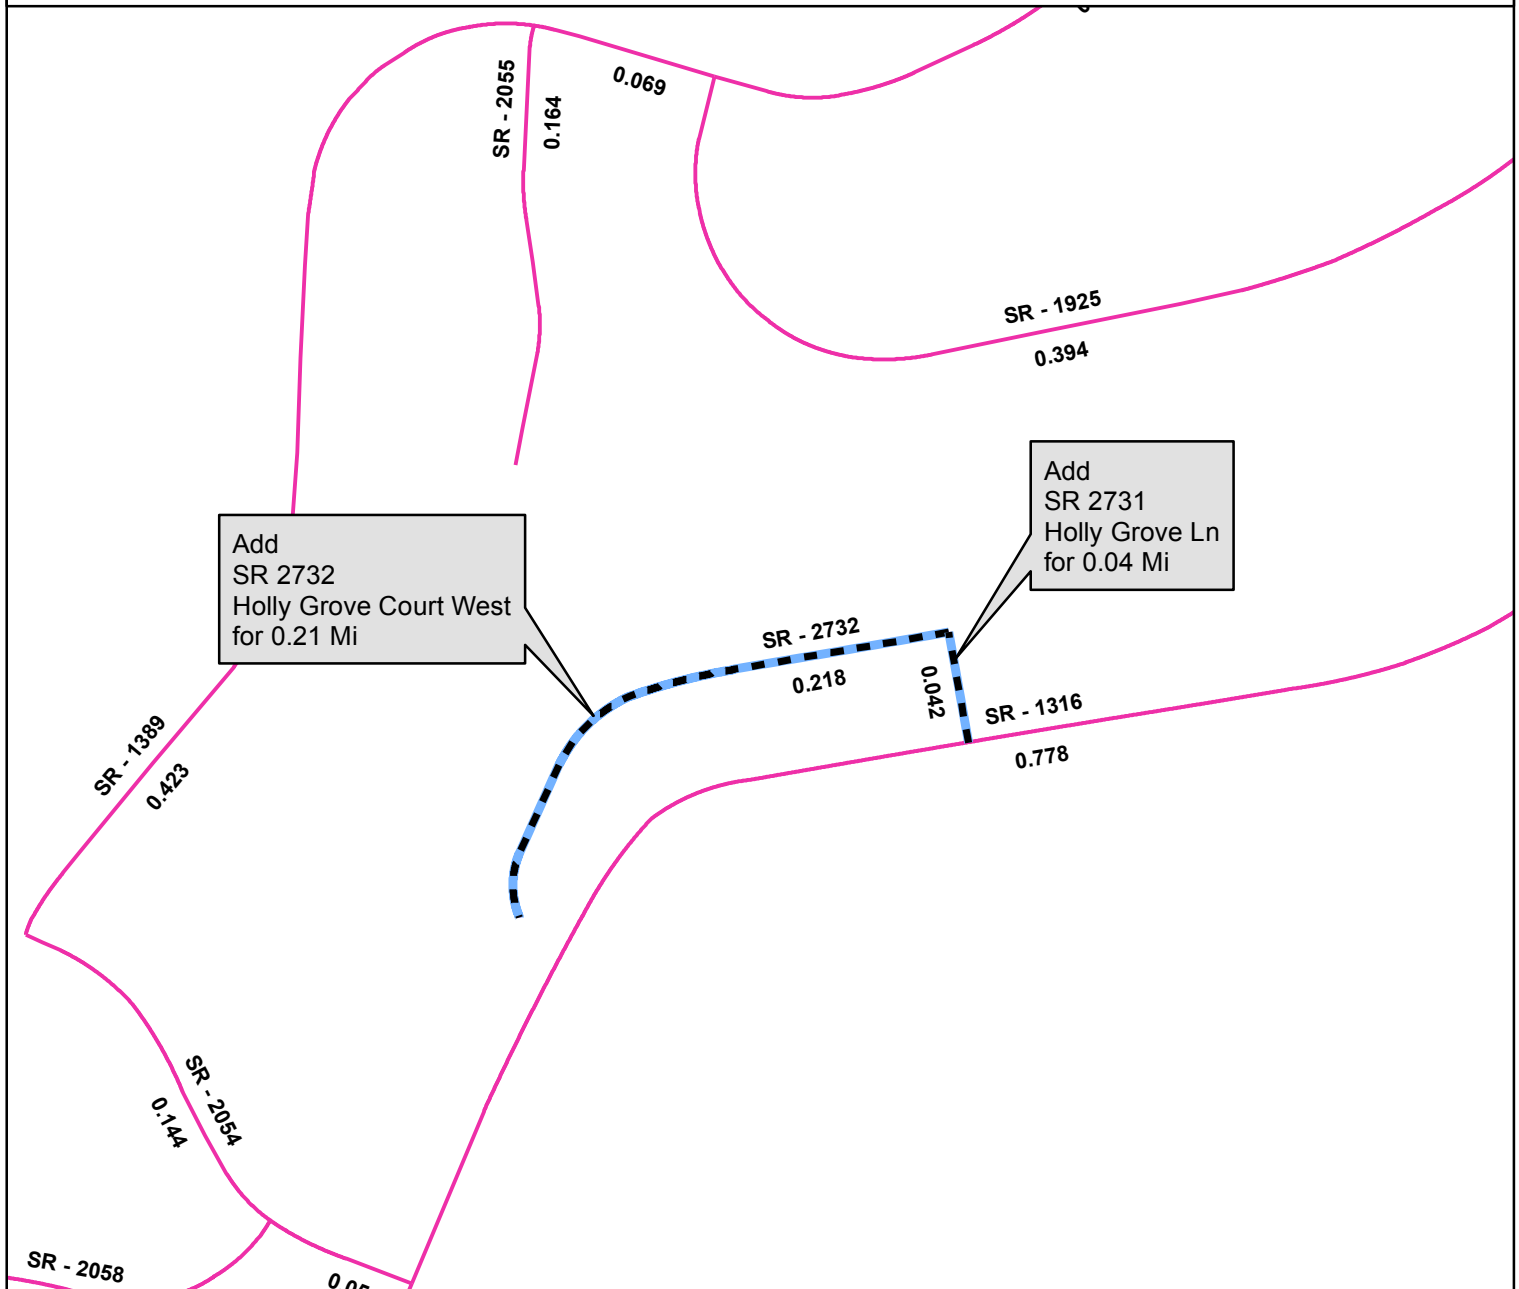 SR - 2055
0.164
0.069
SR - 1925
0.394
Add
SR 2731
Holly Grove Ln
for 0.04 Mi
Add
SR 2732
Holly Grove Court West
for 0.21 Mi
SR - 2732
0.218
0.042
SR - 1316
0.778
SR - 1389
0.423
SR - 2054
0.144
SR - 2058